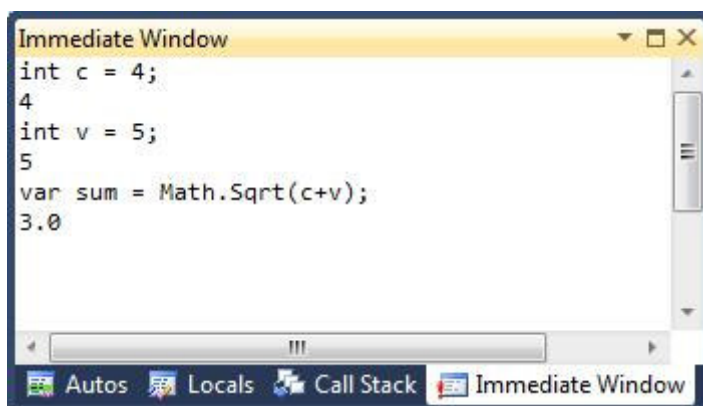 Immediate Window
int c = 4;
4
int v = 5;
5
var sum = Math.Sqrt(c+v);
3.0
Autos Locals Call Stack Immediate Window